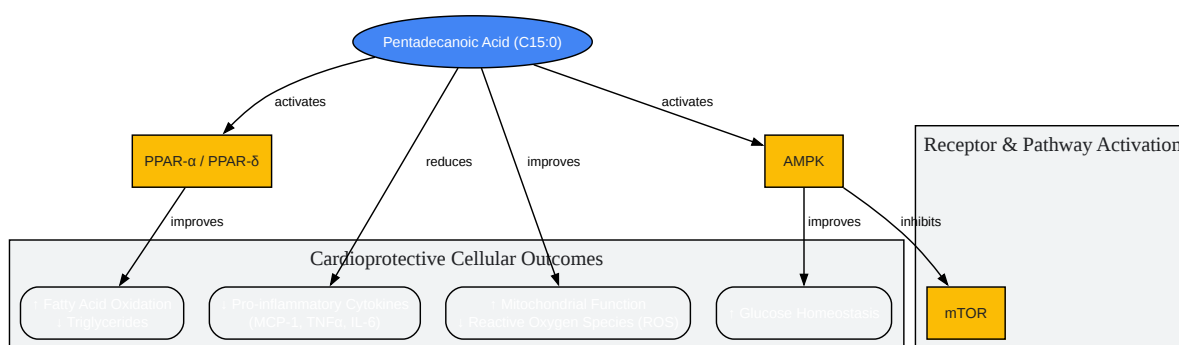 Pentadecanoic Acid (C15:0)
activates
activates
PPAR-α / PPAR-δ
reduces
improves
AMPK
Receptor & Pathway Activation
improves
improves
inhibits
Cardioprotective Cellular Outcomes
↑ Fatty Acid Oxidation
↓ Triglycerides
↓ Pro-inflammatory Cytokines
(MCP-1, TNFα, IL-6)
↑ Mitochondrial Function
↓ Reactive Oxygen Species (ROS)
↑ Glucose Homeostasis
mTOR